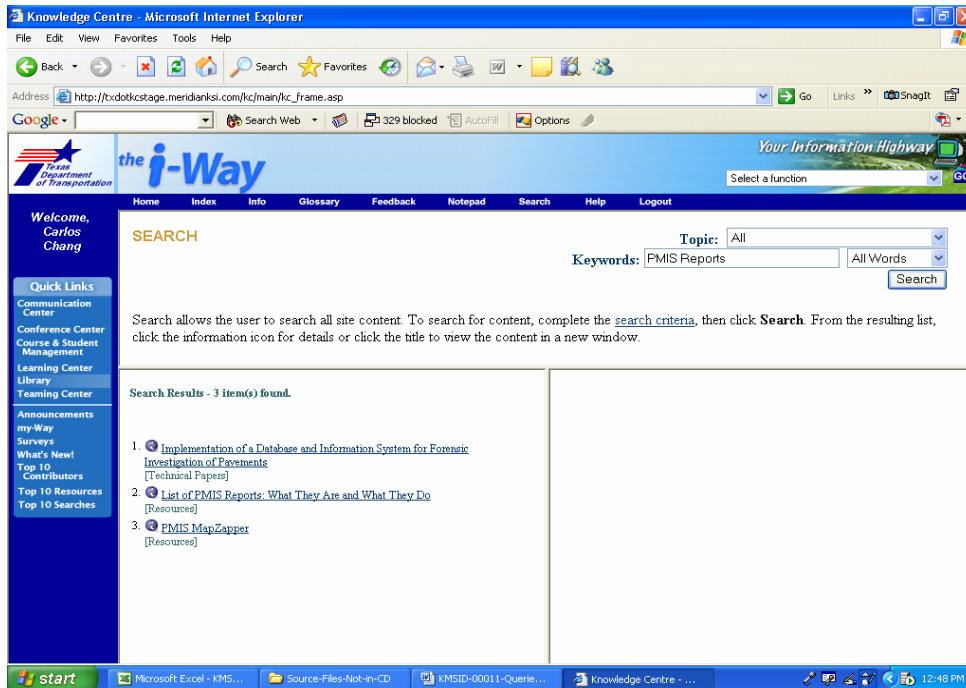 Knowledge Centre - Microsoft Internet Explorer
File Edit View Favorites Tools Help
Back Search Favorites
Address http://txdotkcstage.meridianksi.com/kc/main/kc_frame.asp Go Links » SnagIt
Google Search Web 329 blocked AutoFill Options
Texas
Department
of Transportation
the i-Way
Your Information Highway
Select a function GO
Home Index Info Glossary Feedback Notepad Search Help Logout
Welcome,
Carlos
Chang
Quick Links
Communication
Center
Conference Center
Course & Student
Management
Learning Center
Library
Teaming Center
Announcements
my-Way
Surveys
What's New!
Top 10
Contributors
Top 10 Resources
Top 10 Searches
SEARCH
Topic: All
Keywords: PMIS Reports All Words
Search
Search allows the user to search all site content. To search for content, complete the search criteria, then click Search. From the resulting list,
click the information icon for details or click the title to view the content in a new window.
Search Results - 3 item(s) found.
1. Implementation of a Database and Information System for Forensic
Investigation of Pavements
[Technical Papers]
2. List of PMIS Reports: What They Are and What They Do
[Resources]
3. PMIS MapZapper
[Resources]
start Microsoft Excel - KMS... Source-Files-Not-in-CD KMSID-00011-Querie... Knowledge Centre - ... 12:48 PM